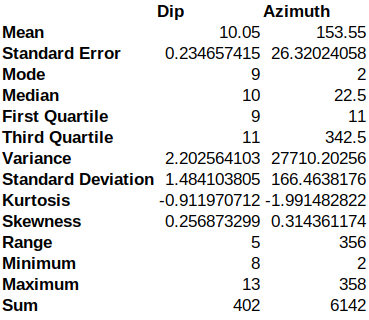 Dip Azimuth
Mean 10.05 153.55
Standard Error 0.234657415 26.32024058
Mode 9 2
Median 10 22.5
First Quartile 9 11
Third Quartile 11 342.5
Variance 2.202564103 27710.20256
Standard Deviation 1.484103805 166.4638176
Kurtosis -0.911970712 -1.991482822
Skewness 0.256873299 0.314361174
Range 5 356
Minimum 8 2
Maximum 13 358
Sum 402 6142